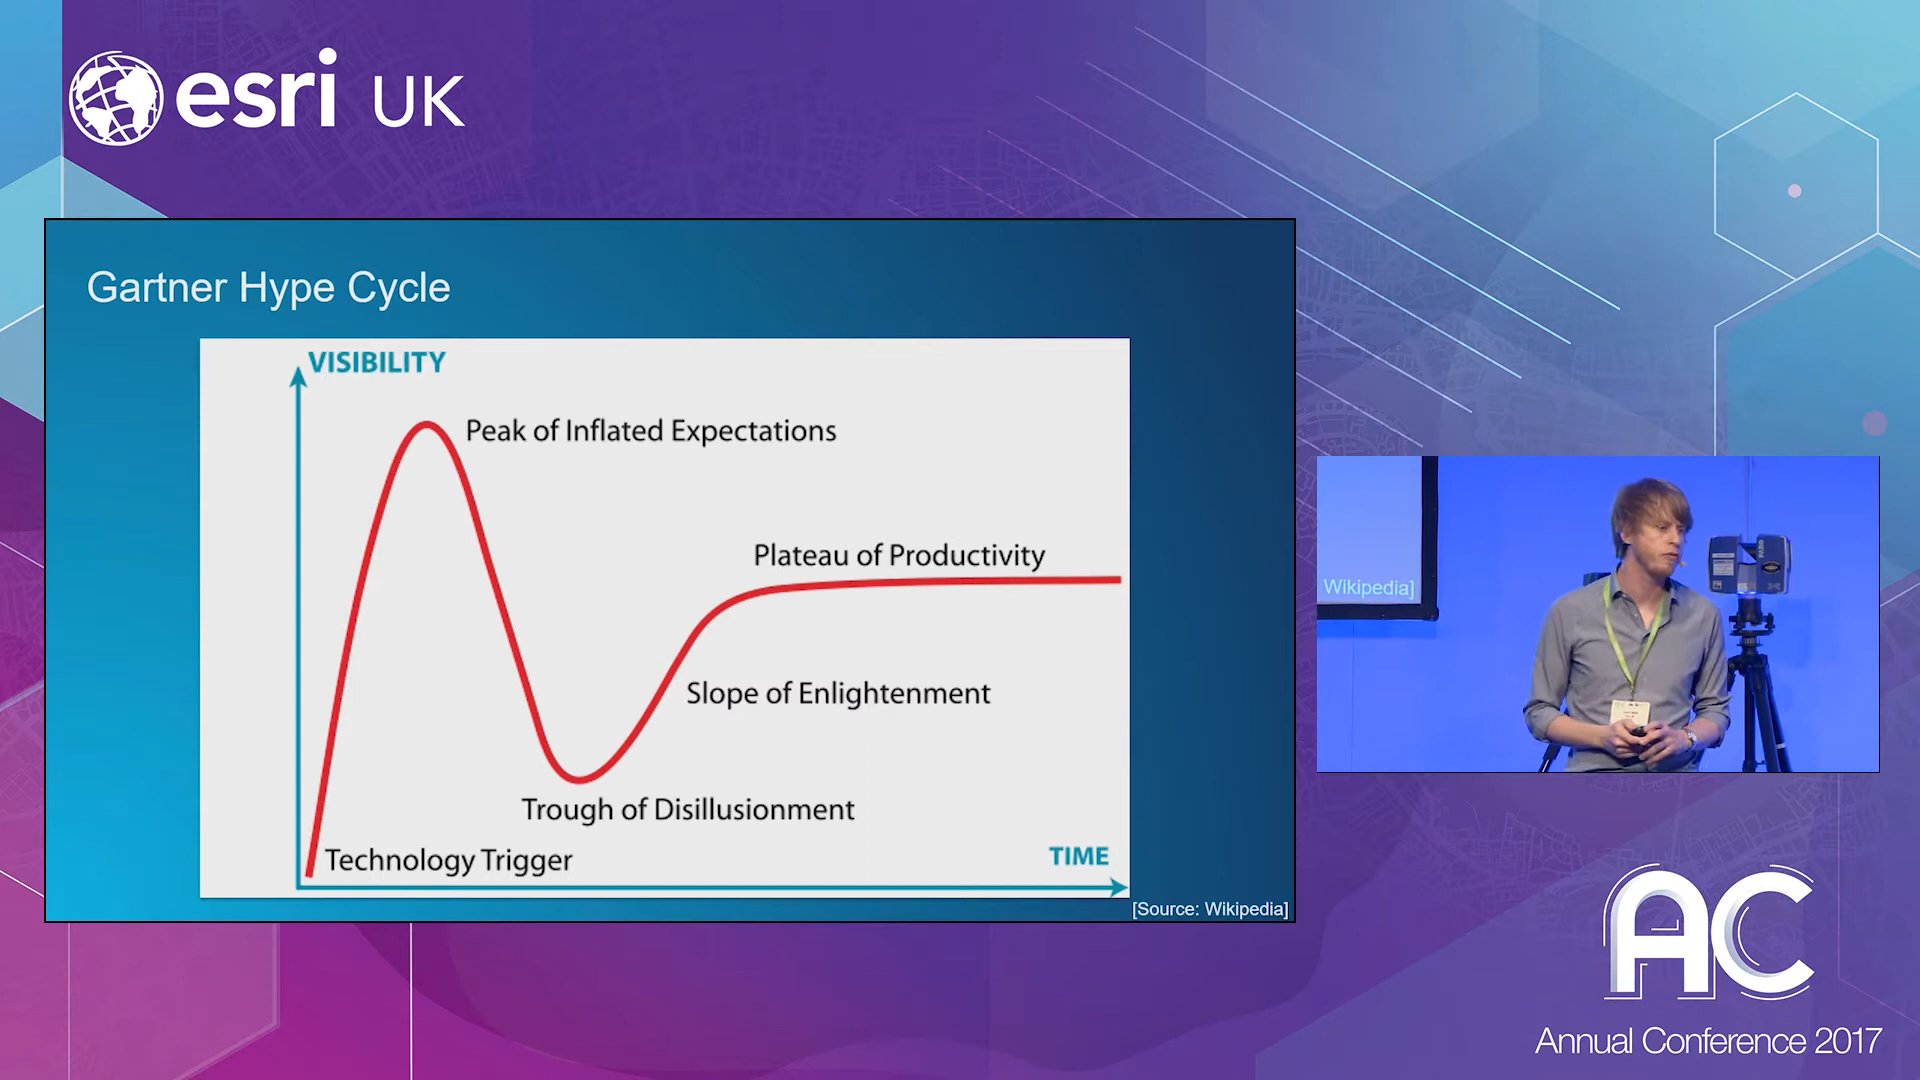 esri UK
Gartner Hype Cycle
VISIBILITY
Peak of Inflated Expectations
Plateau of Productivity
Slope of Enlightenment
Trough of Disillusionment
Technology Trigger
TIME
[Source: Wikipedia]
Wikipedia]
AC
Annual Conference 2017